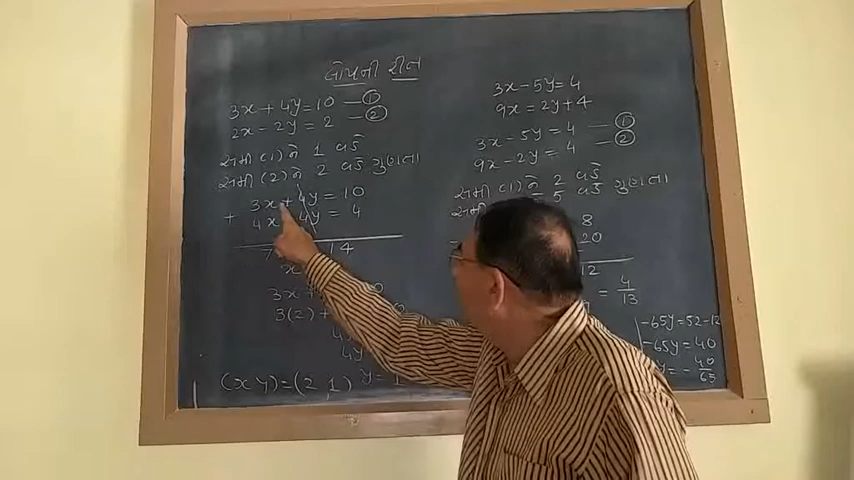 લોપની રીત
3x + 4y = 10 — ①
2x - 2y = 2 — ②
સમી (1) ને 1 વડે
સમી (2) ને 2 વડે ગુણતા
3x + 4y = 10
+ 4x 4y = 4
14
3(2) +
(x y) = (2, 1)
3x - 5y = 4
9x = 2y + 4
3x - 5y = 4 — ①
9x - 2y = 4 — ②
સમી (1) ને 2 વડે
5 વડે ગુણતા
8
20
12
= 4/13
-65y = 52-12
-65y = 40
y = - 40/65